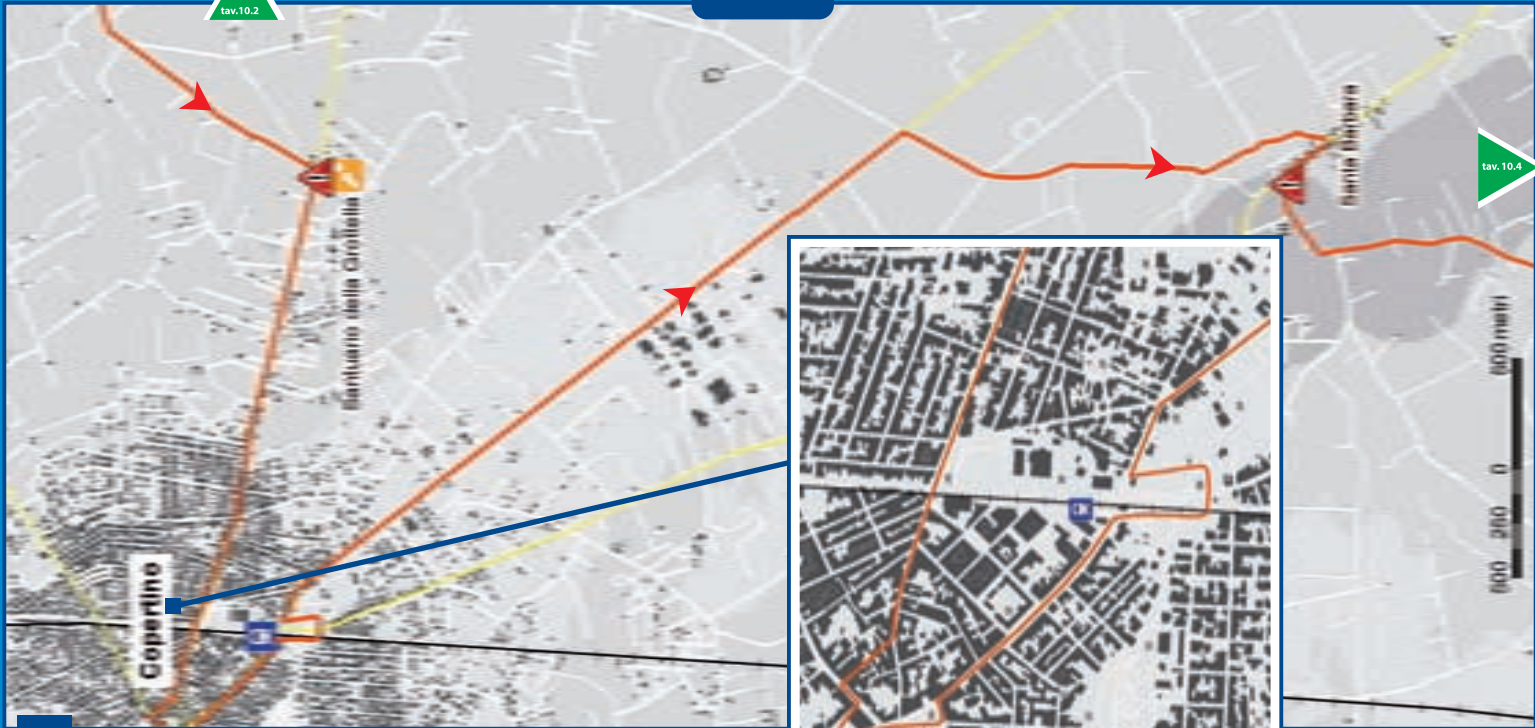 tav.10.2
Santuario della Grottella
Santa Barbara
tav. 10.4
Copertino
600 metri
0